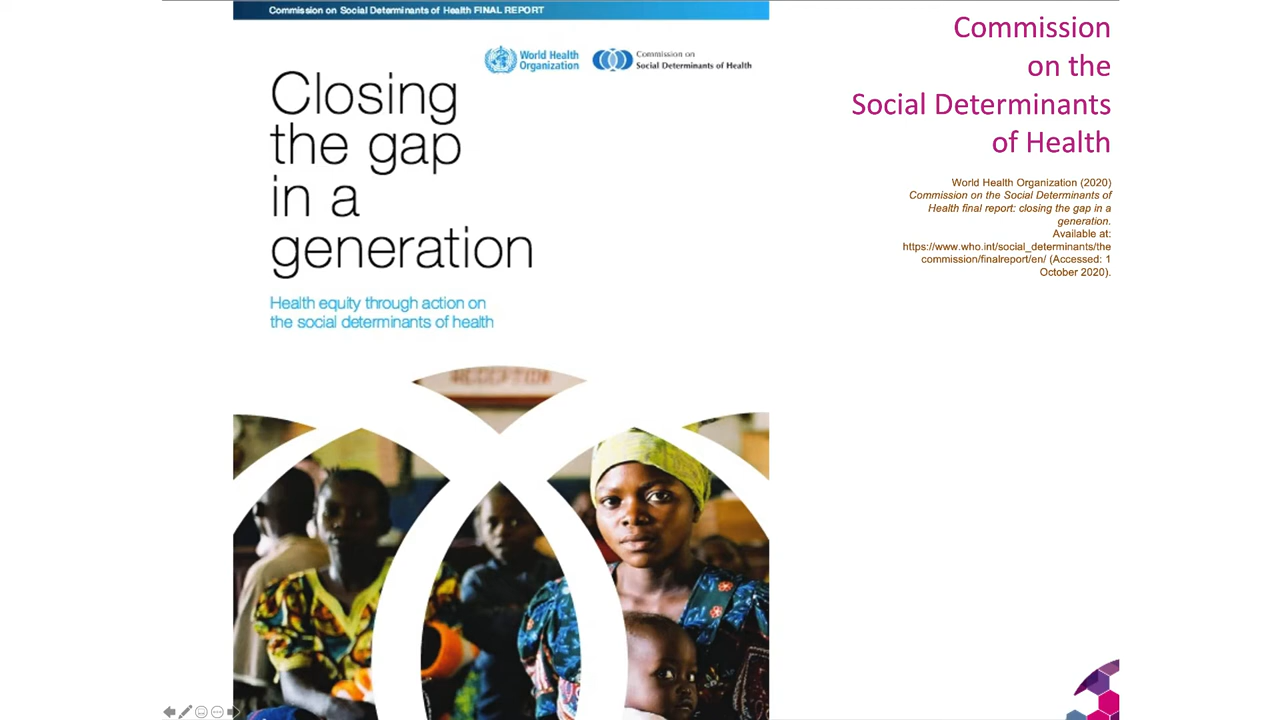 Commission on Social Determinants of Health FINAL REPORT
World Health
Organization
Commission on
Social Determinants of Health
Closing
the gap
in a
generation
Health equity through action on
the social determinants of health
RECEPTION
Commission
on the
Social Determinants
of Health
World Health Organization (2020)
Commission on the Social Determinants of
Health final report: closing the gap in a
generation.
Available at:
https://www.who.int/social_determinants/the
commission/finalreport/en/ (Accessed: 1
October 2020).